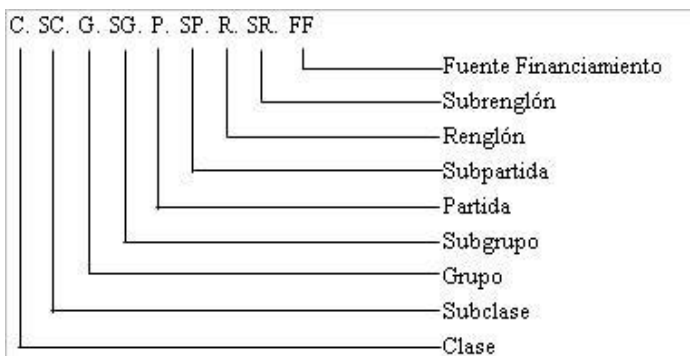 C. SC. G. SG. P. SP. R. SR. FF
Fuente Financiamiento
Subrenglón
Renglón
Subpartida
Partida
Subgrupo
Grupo
Subclase
Clase